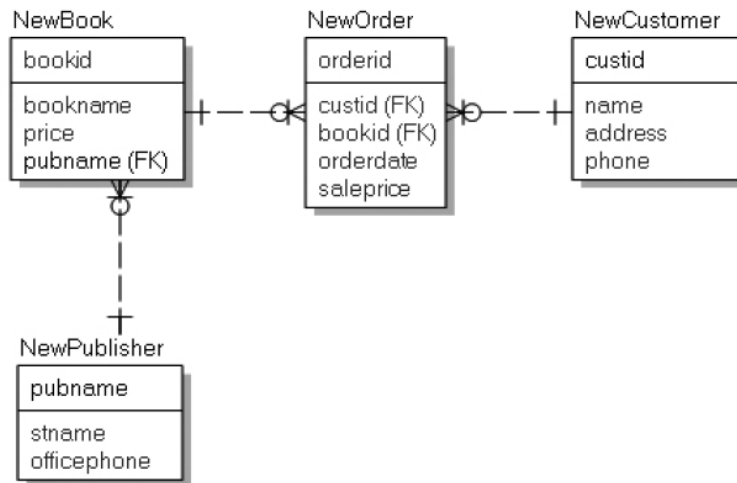 NewBook
bookid
bookname
price
pubname (FK)
NewOrder
orderid
custid (FK)
bookid (FK)
orderdate
saleprice
NewCustomer
custid
name
address
phone
NewPublisher
pubname
stname
officephone